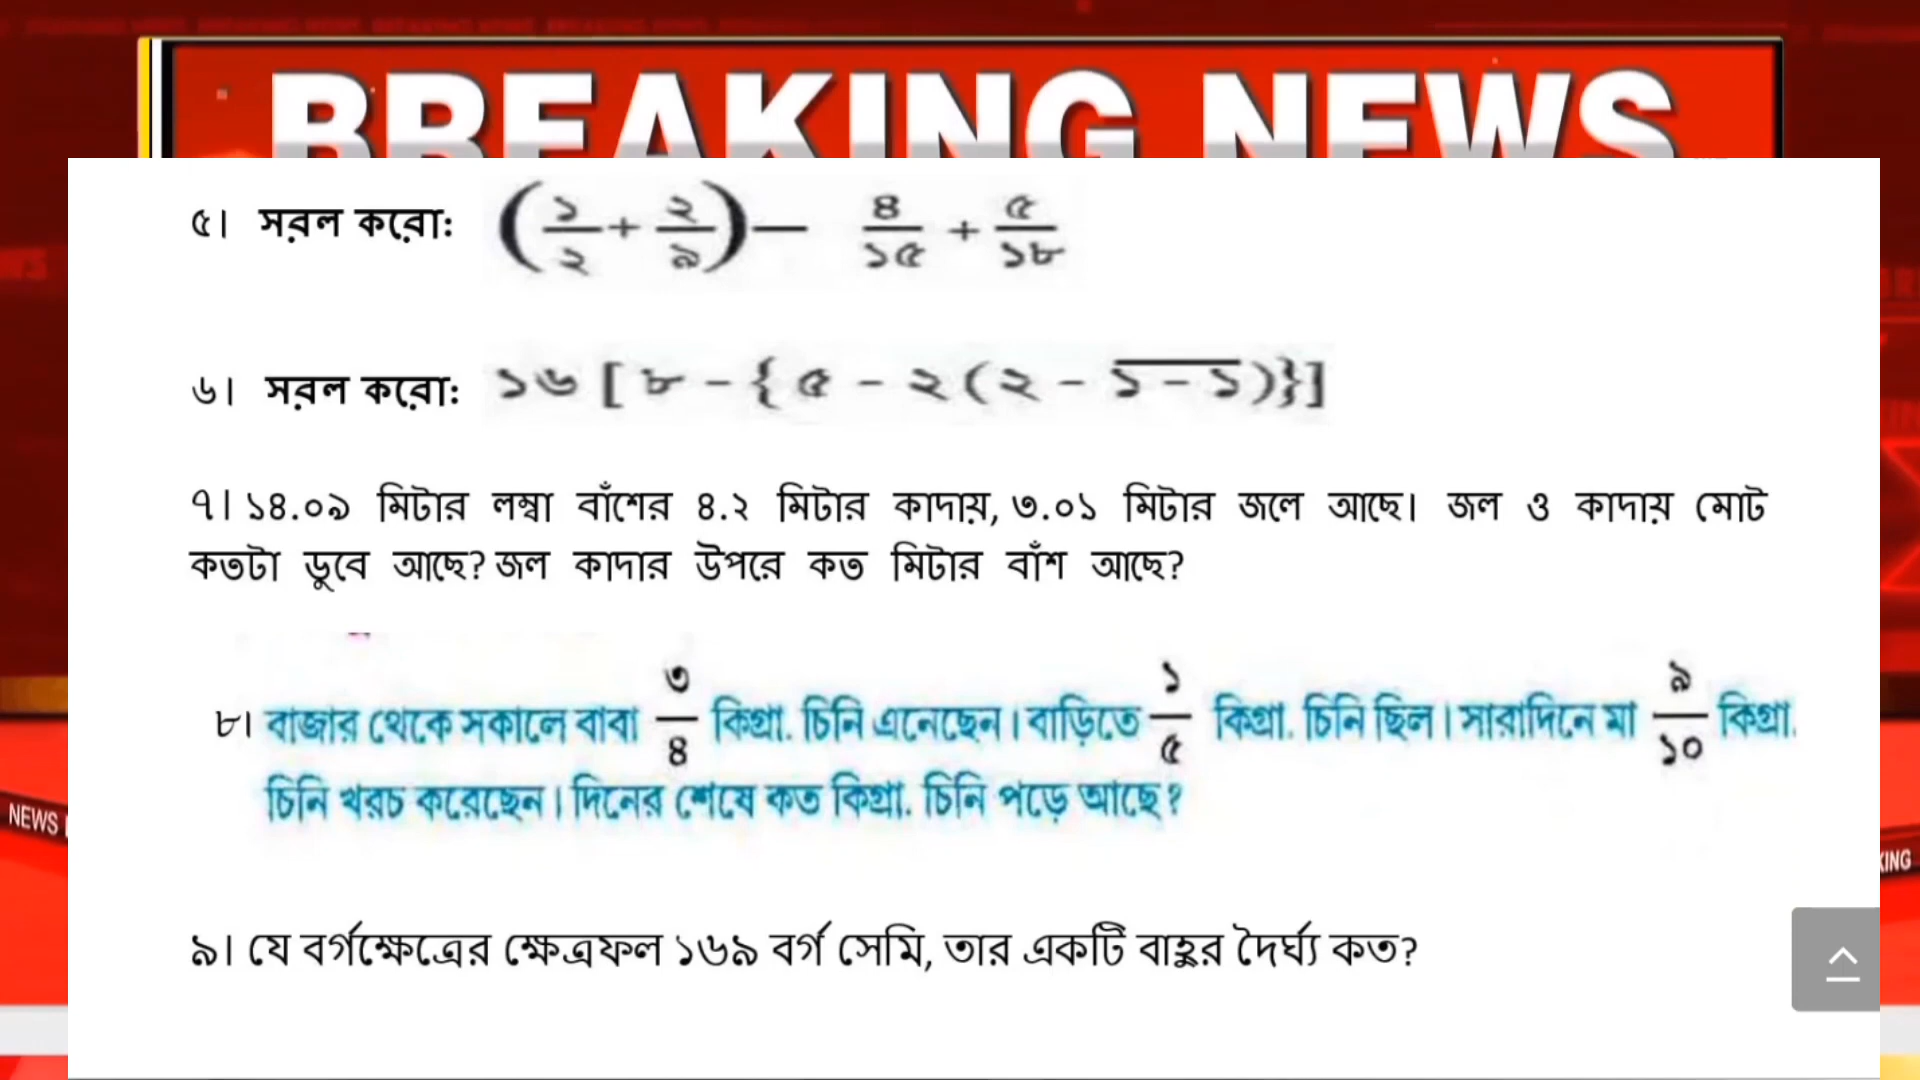 BREAKING NEWS
৫। সরল করো: (১/২ + ২/৯) — ৪/১৫ + ৫/১৮
৬। সরল করো: ১৬ [ ৮ - { ৫ - ২ ( ২ - ১ - ১ ) } ]
৭। ১৪.০৯ মিটার লম্বা বাঁশের ৪.২ মিটার কাদায়, ৩.০১ মিটার জলে আছে। জল ও কাদায় মোট
কতটা ডুবে আছে? জল কাদার উপরে কত মিটার বাঁশ আছে?
৮। বাজার থেকে সকালে বাবা ৩/৪ কিগ্রা. চিনি এনেছেন। বাড়িতে ১/৫ কিগ্রা. চিনি ছিল। সারাদিনে মা ৯/১০ কিগ্রা.
চিনি খরচ করেছেন। দিনের শেষে কত কিগ্রা. চিনি পড়ে আছে?
NEWS
KING
৯। যে বর্গক্ষেত্রের ক্ষেত্রফল ১৬৯ বর্গ সেমি, তার একটি বাহুর দৈর্ঘ্য কত?